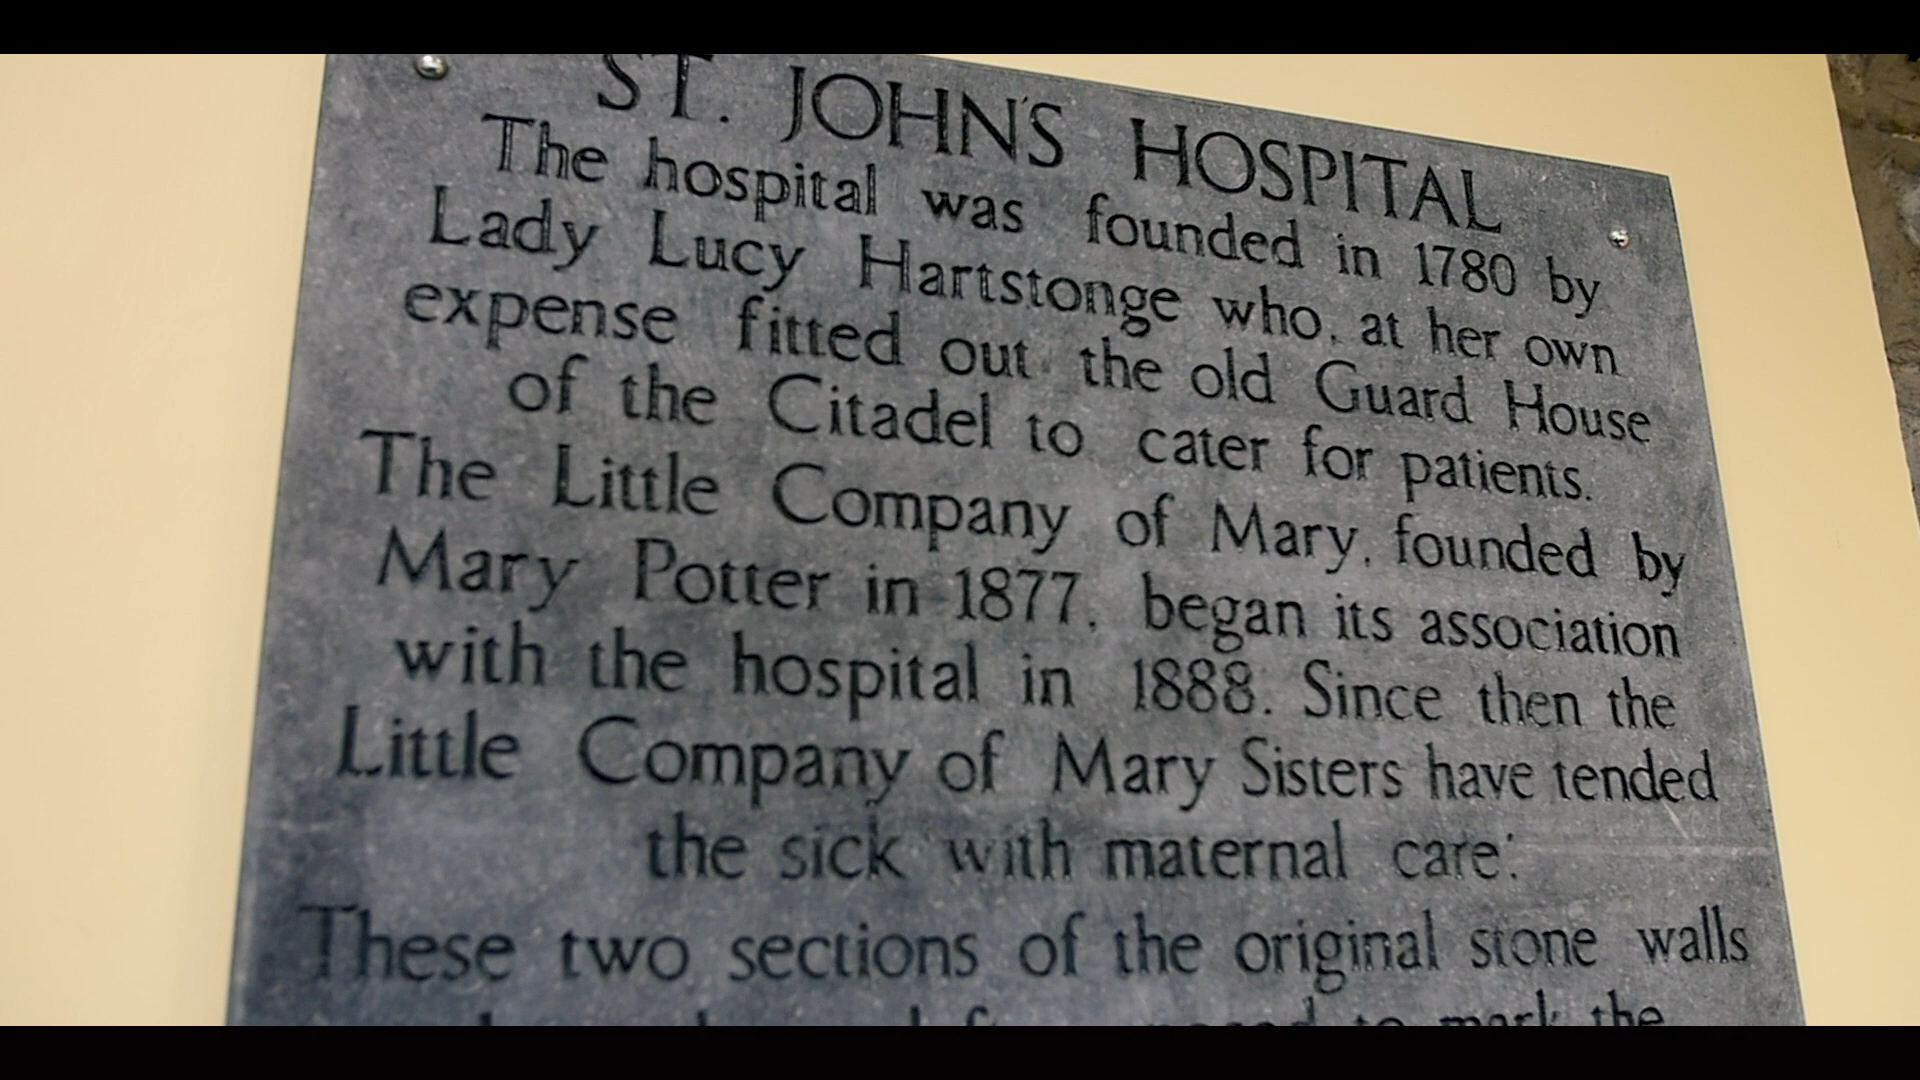 ST. JOHN'S HOSPITAL
The hospital was founded in 1780 by
Lady Lucy Hartstonge who, at her own
expense fitted out the old Guard House
of the Citadel to cater for patients.
The Little Company of Mary, founded by
Mary Potter in 1877, began its association
with the hospital in 1888. Since then the
Little Company of Mary Sisters have tended
the sick with maternal care.
These two sections of the original stone walls
to mark the